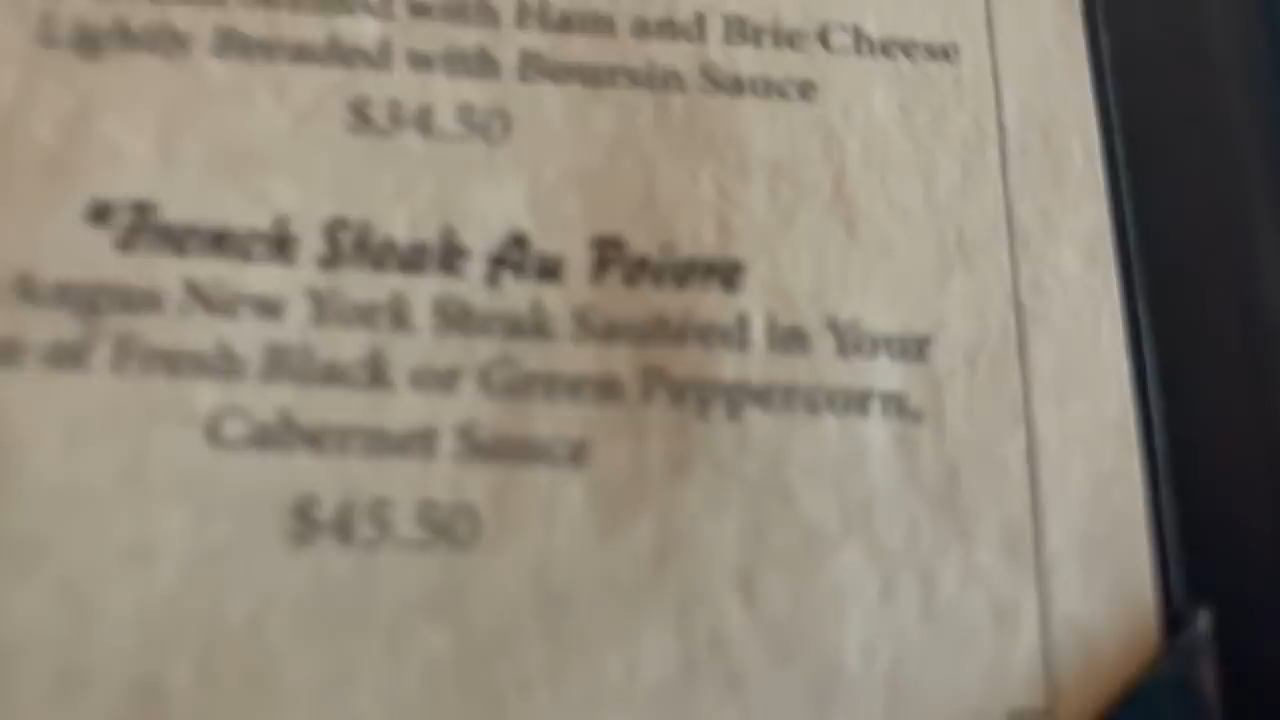 with Ham and Brie Cheese
Lightly Breaded with Boursin Sauce
$34.50
*French Steak Au Poivre
Angus New York Steak Sautéed in Your
of Fresh Black or Green Peppercorn,
Cabernet Sauce
$45.50